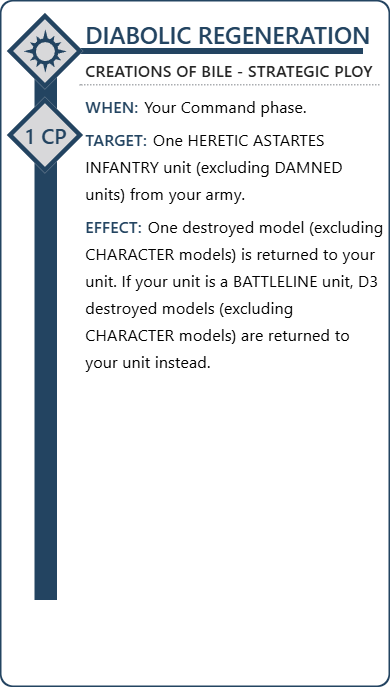 DIABOLIC REGENERATION
CREATIONS OF BILE - STRATEGIC PLOY
WHEN: Your Command phase.
1 CP
TARGET: One HERETIC ASTARTES
INFANTRY unit (excluding DAMNED
units) from your army.
EFFECT: One destroyed model (excluding
CHARACTER models) is returned to your
unit. If your unit is a BATTLELINE unit, D3
destroyed models (excluding
CHARACTER models) are returned to
your unit instead.